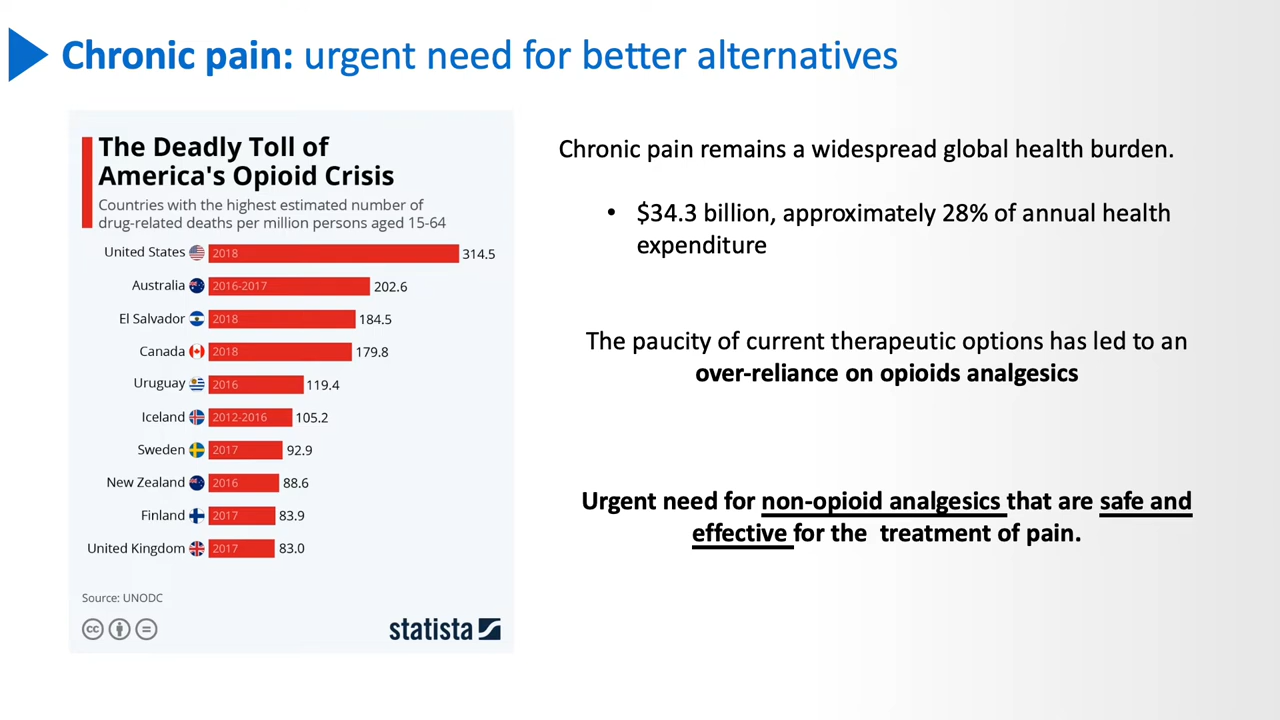 Chronic pain: urgent need for better alternatives
The Deadly Toll of
America's Opioid Crisis
Countries with the highest estimated number of
drug-related deaths per million persons aged 15-64
United States 2018 314.5
Australia 2016-2017 202.6
El Salvador 2018 184.5
Canada 2018 179.8
Uruguay 2016 119.4
Iceland 2012-2016 105.2
Sweden 2017 92.9
New Zealand 2016 88.6
Finland 2017 83.9
United Kingdom 2017 83.0
Source: UNODC
cc
statista
Chronic pain remains a widespread global health burden.
• $34.3 billion, approximately 28% of annual health
expenditure
The paucity of current therapeutic options has led to an
over-reliance on opioids analgesics
Urgent need for non-opioid analgesics that are safe and
effective for the treatment of pain.